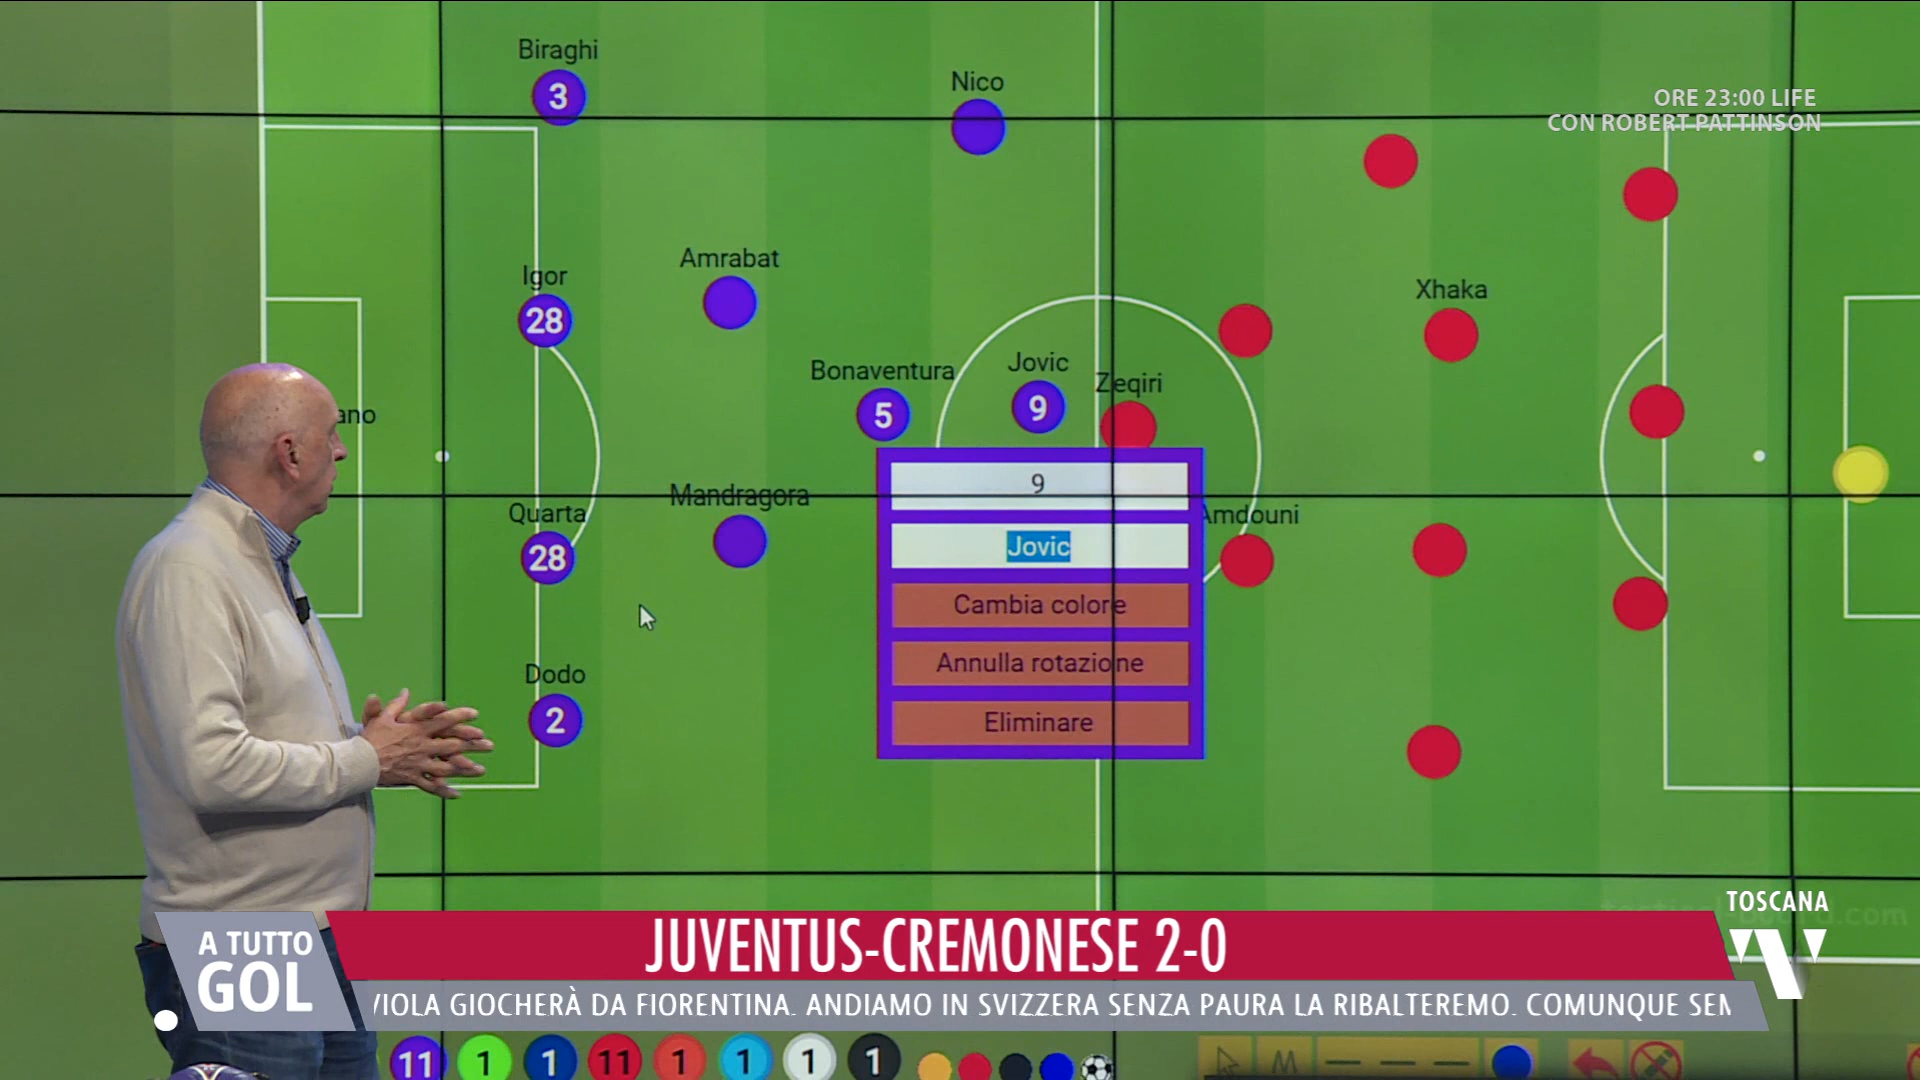 Biraghi
3
Nico
ORE 23:00 LIFE
CON ROBERT PATTINSON
Amrabat
Igor
28
Xhaka
Bonaventura
5
Jovic
9
Zeqiri
ano
9
Mandragora
Quarta
28
Amdouni
Jovic
Cambia colore
Annulla rotazione
Dodo
2
Eliminare
TOSCANA
TV
A TUTTO
GOL
JUVENTUS-CREMONESE 2-0
VIOLA GIOCHERÀ DA FIORENTINA. ANDIAMO IN SVIZZERA SENZA PAURA LA RIBALTEREMO. COMUNQUE SEM
11 1 1 11 1 1 1 1